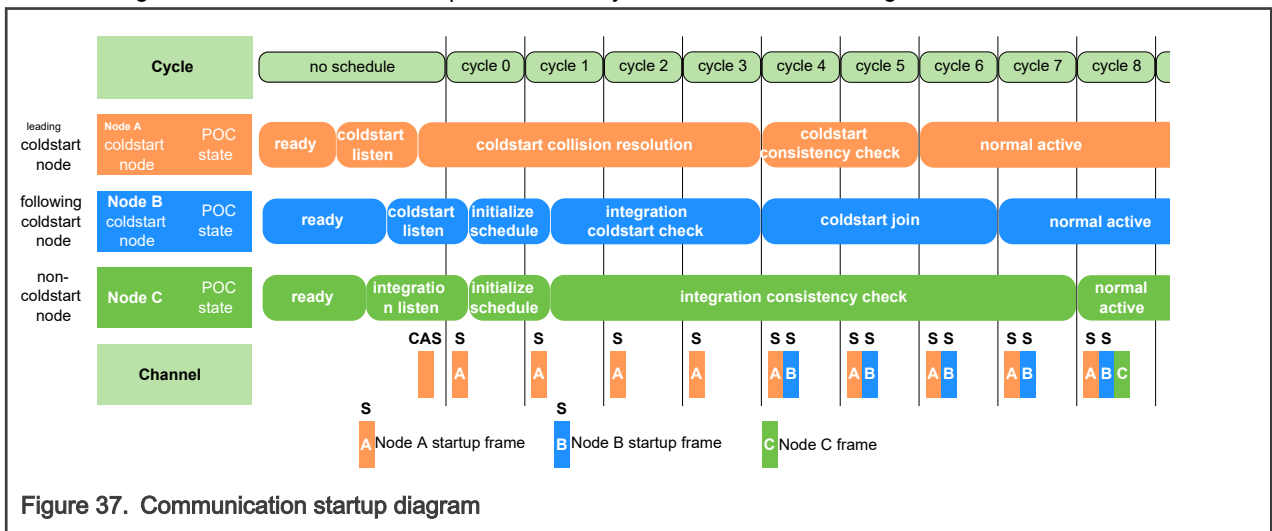 Cycle
no schedule
cycle 0
cycle 1
cycle 2
cycle 3
cycle 4
cycle 5
cycle 6
cycle 7
cycle 8
leading
coldstart
node
Node A
coldstart
node
POC
state
ready
coldstart
listen
coldstart collision resolution
coldstart
consistency check
normal active
following
coldstart
node
Node B
coldstart
node
POC
state
ready
coldstart
listen
initialize
schedule
integration
coldstart check
coldstart join
normal active
non-
coldstart
node
Node C
POC
state
ready
integratio
n listen
initialize
schedule
integration consistency check
normal
active
Channel
CAS S S S S S S S S S S S S S S
A A A A A B A B A B A B A B C
S
A Node A startup frame
S
B Node B startup frame
C Node C frame
Figure 37. Communication startup diagram